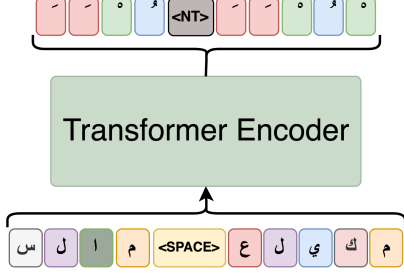 ◌َ ◌َ ◌ْ ◌ُ <NT> ◌َ ◌َ ◌ْ ◌ُ ◌ْ
Transformer Encoder
س ل ا م <SPACE> ع ل ي ك م